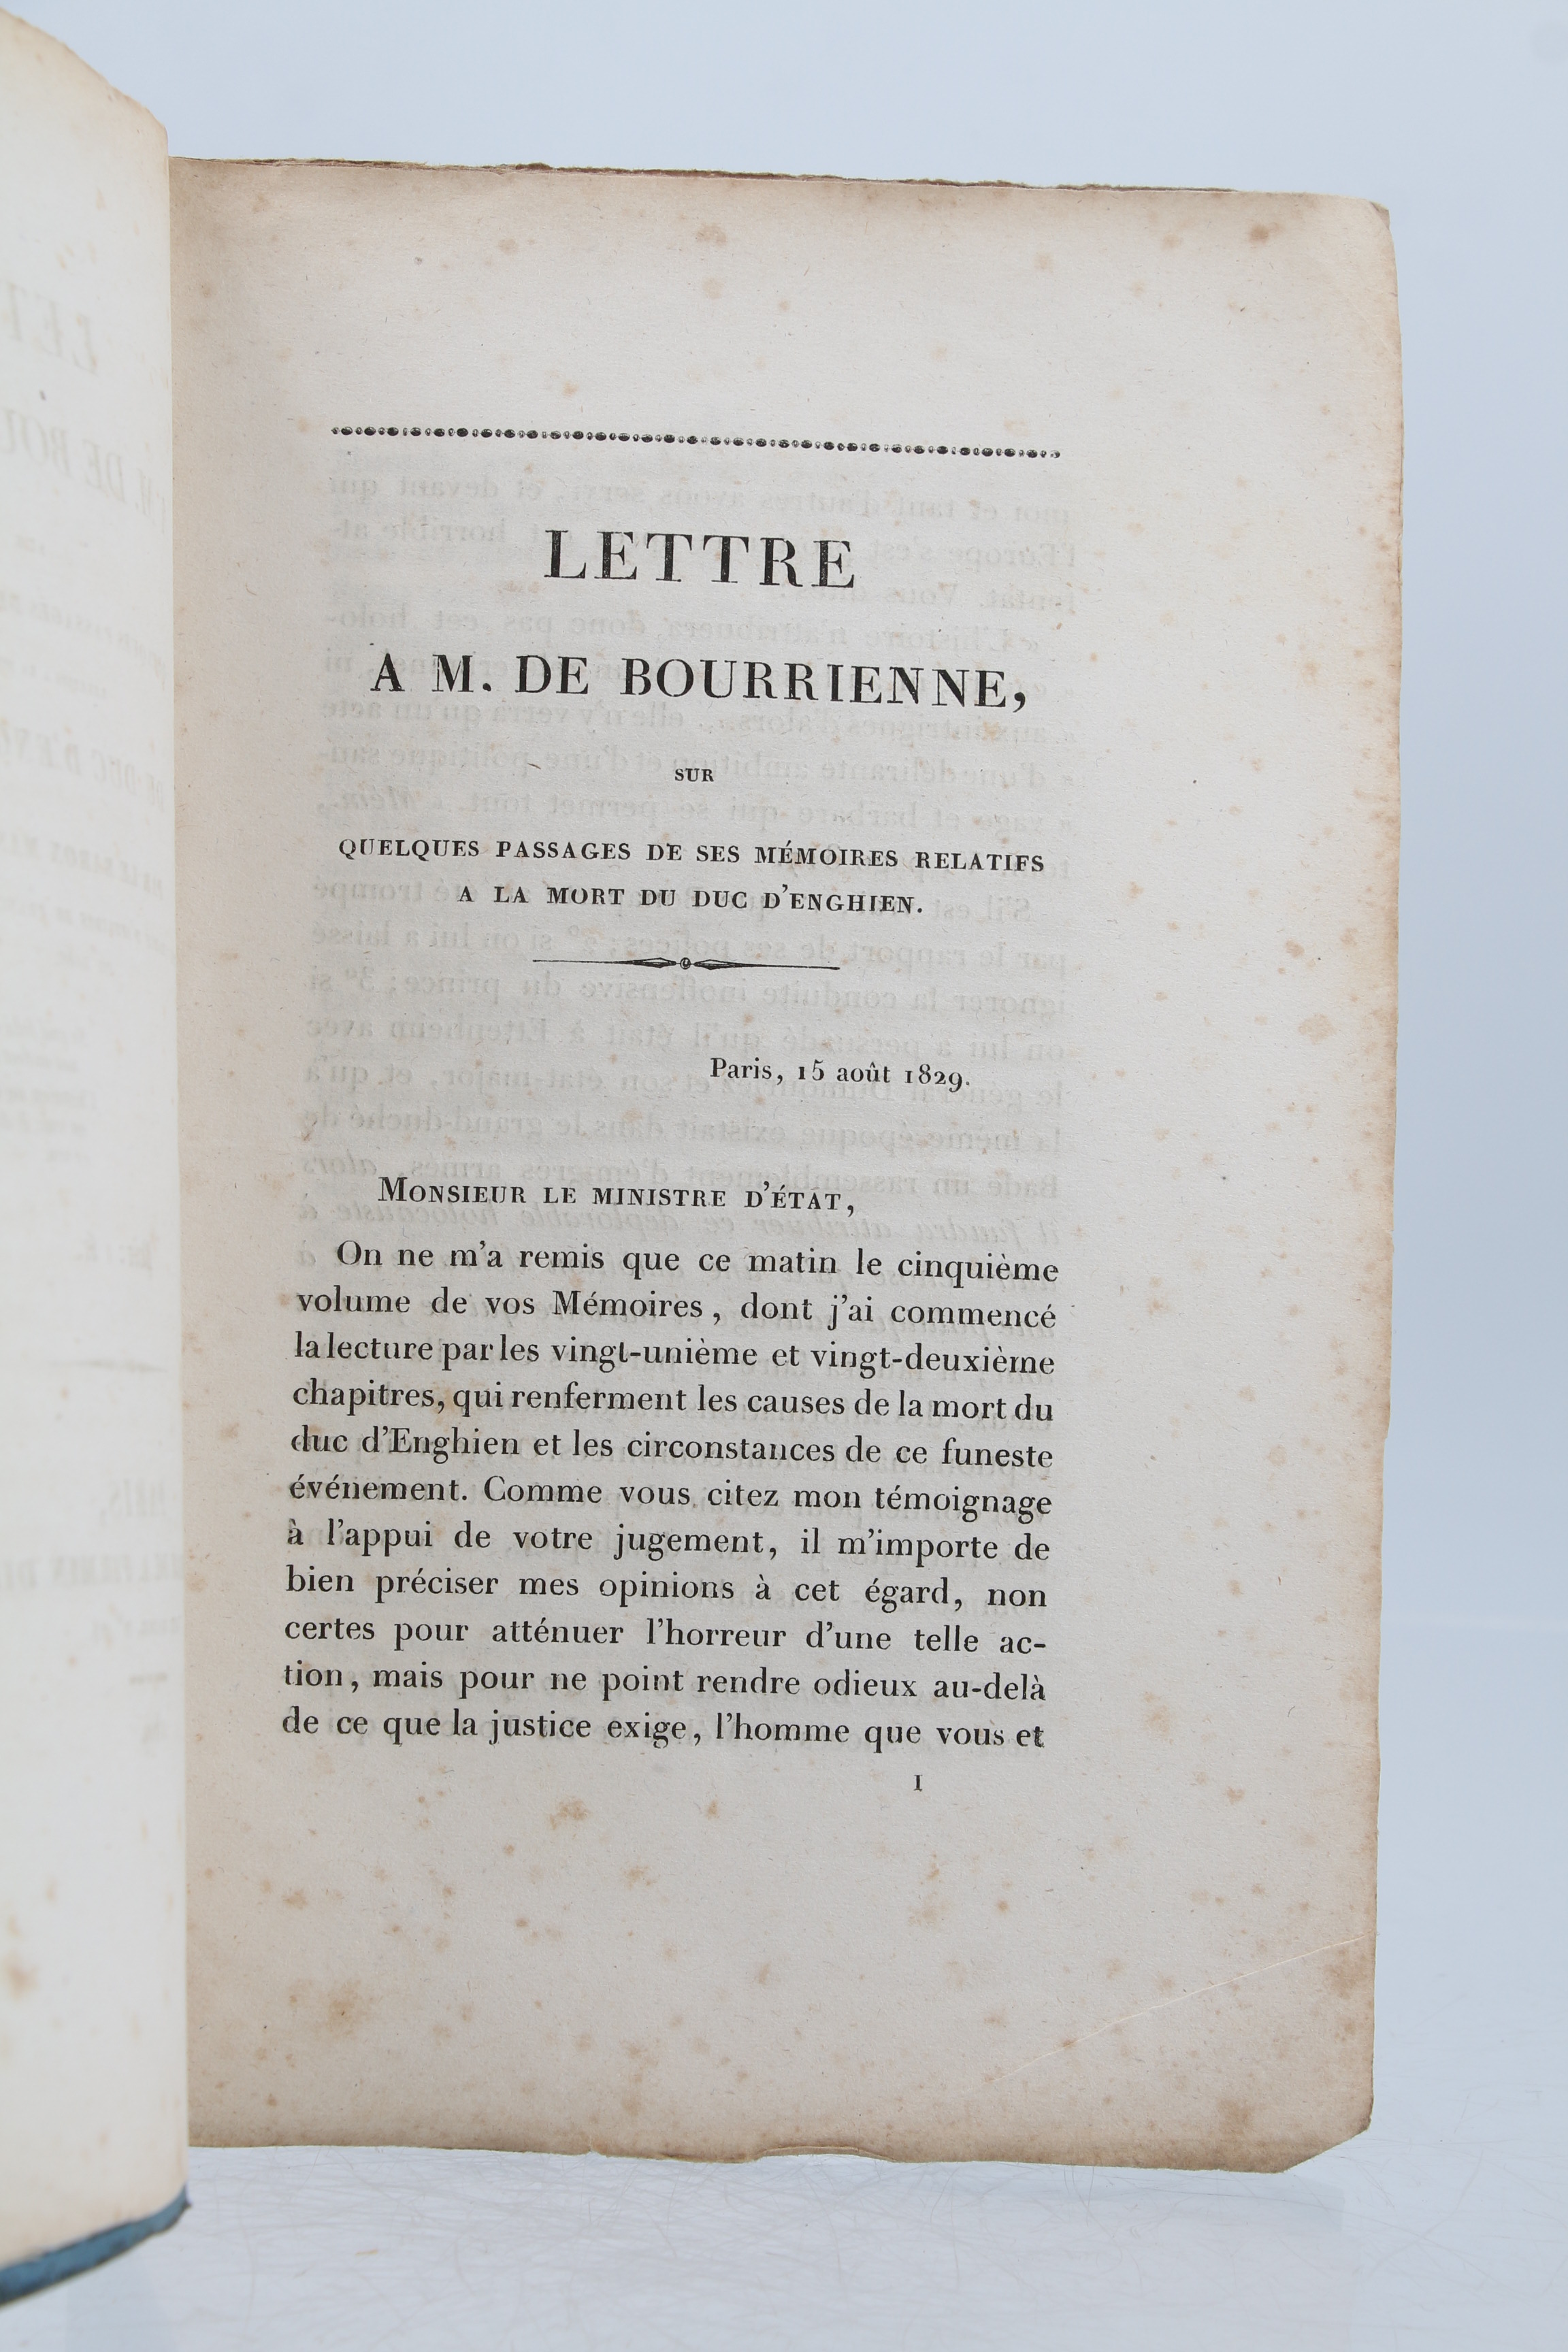 LETTRE
A M. DE BOURRIENNE,
SUR
QUELQUES PASSAGES DE SES MÉMOIRES RELATIFS
A LA MORT DU DUC D'ENGHIEN.
Paris, 15 août 1829.
MONSIEUR LE MINISTRE D'ÉTAT,
On ne m'a remis que ce matin le cinquième
volume de vos Mémoires, dont j'ai commencé
la lecture par les vingt-unième et vingt-deuxième
chapitres, qui renferment les causes de la mort du
duc d'Enghien et les circonstances de ce funeste
événement. Comme vous citez mon témoignage
à l'appui de votre jugement, il m'importe de
bien préciser mes opinions à cet égard, non
certes pour atténuer l'horreur d'une telle ac-
tion, mais pour ne point rendre odieux au-delà
de ce que la justice exige, l'homme que vous et
1